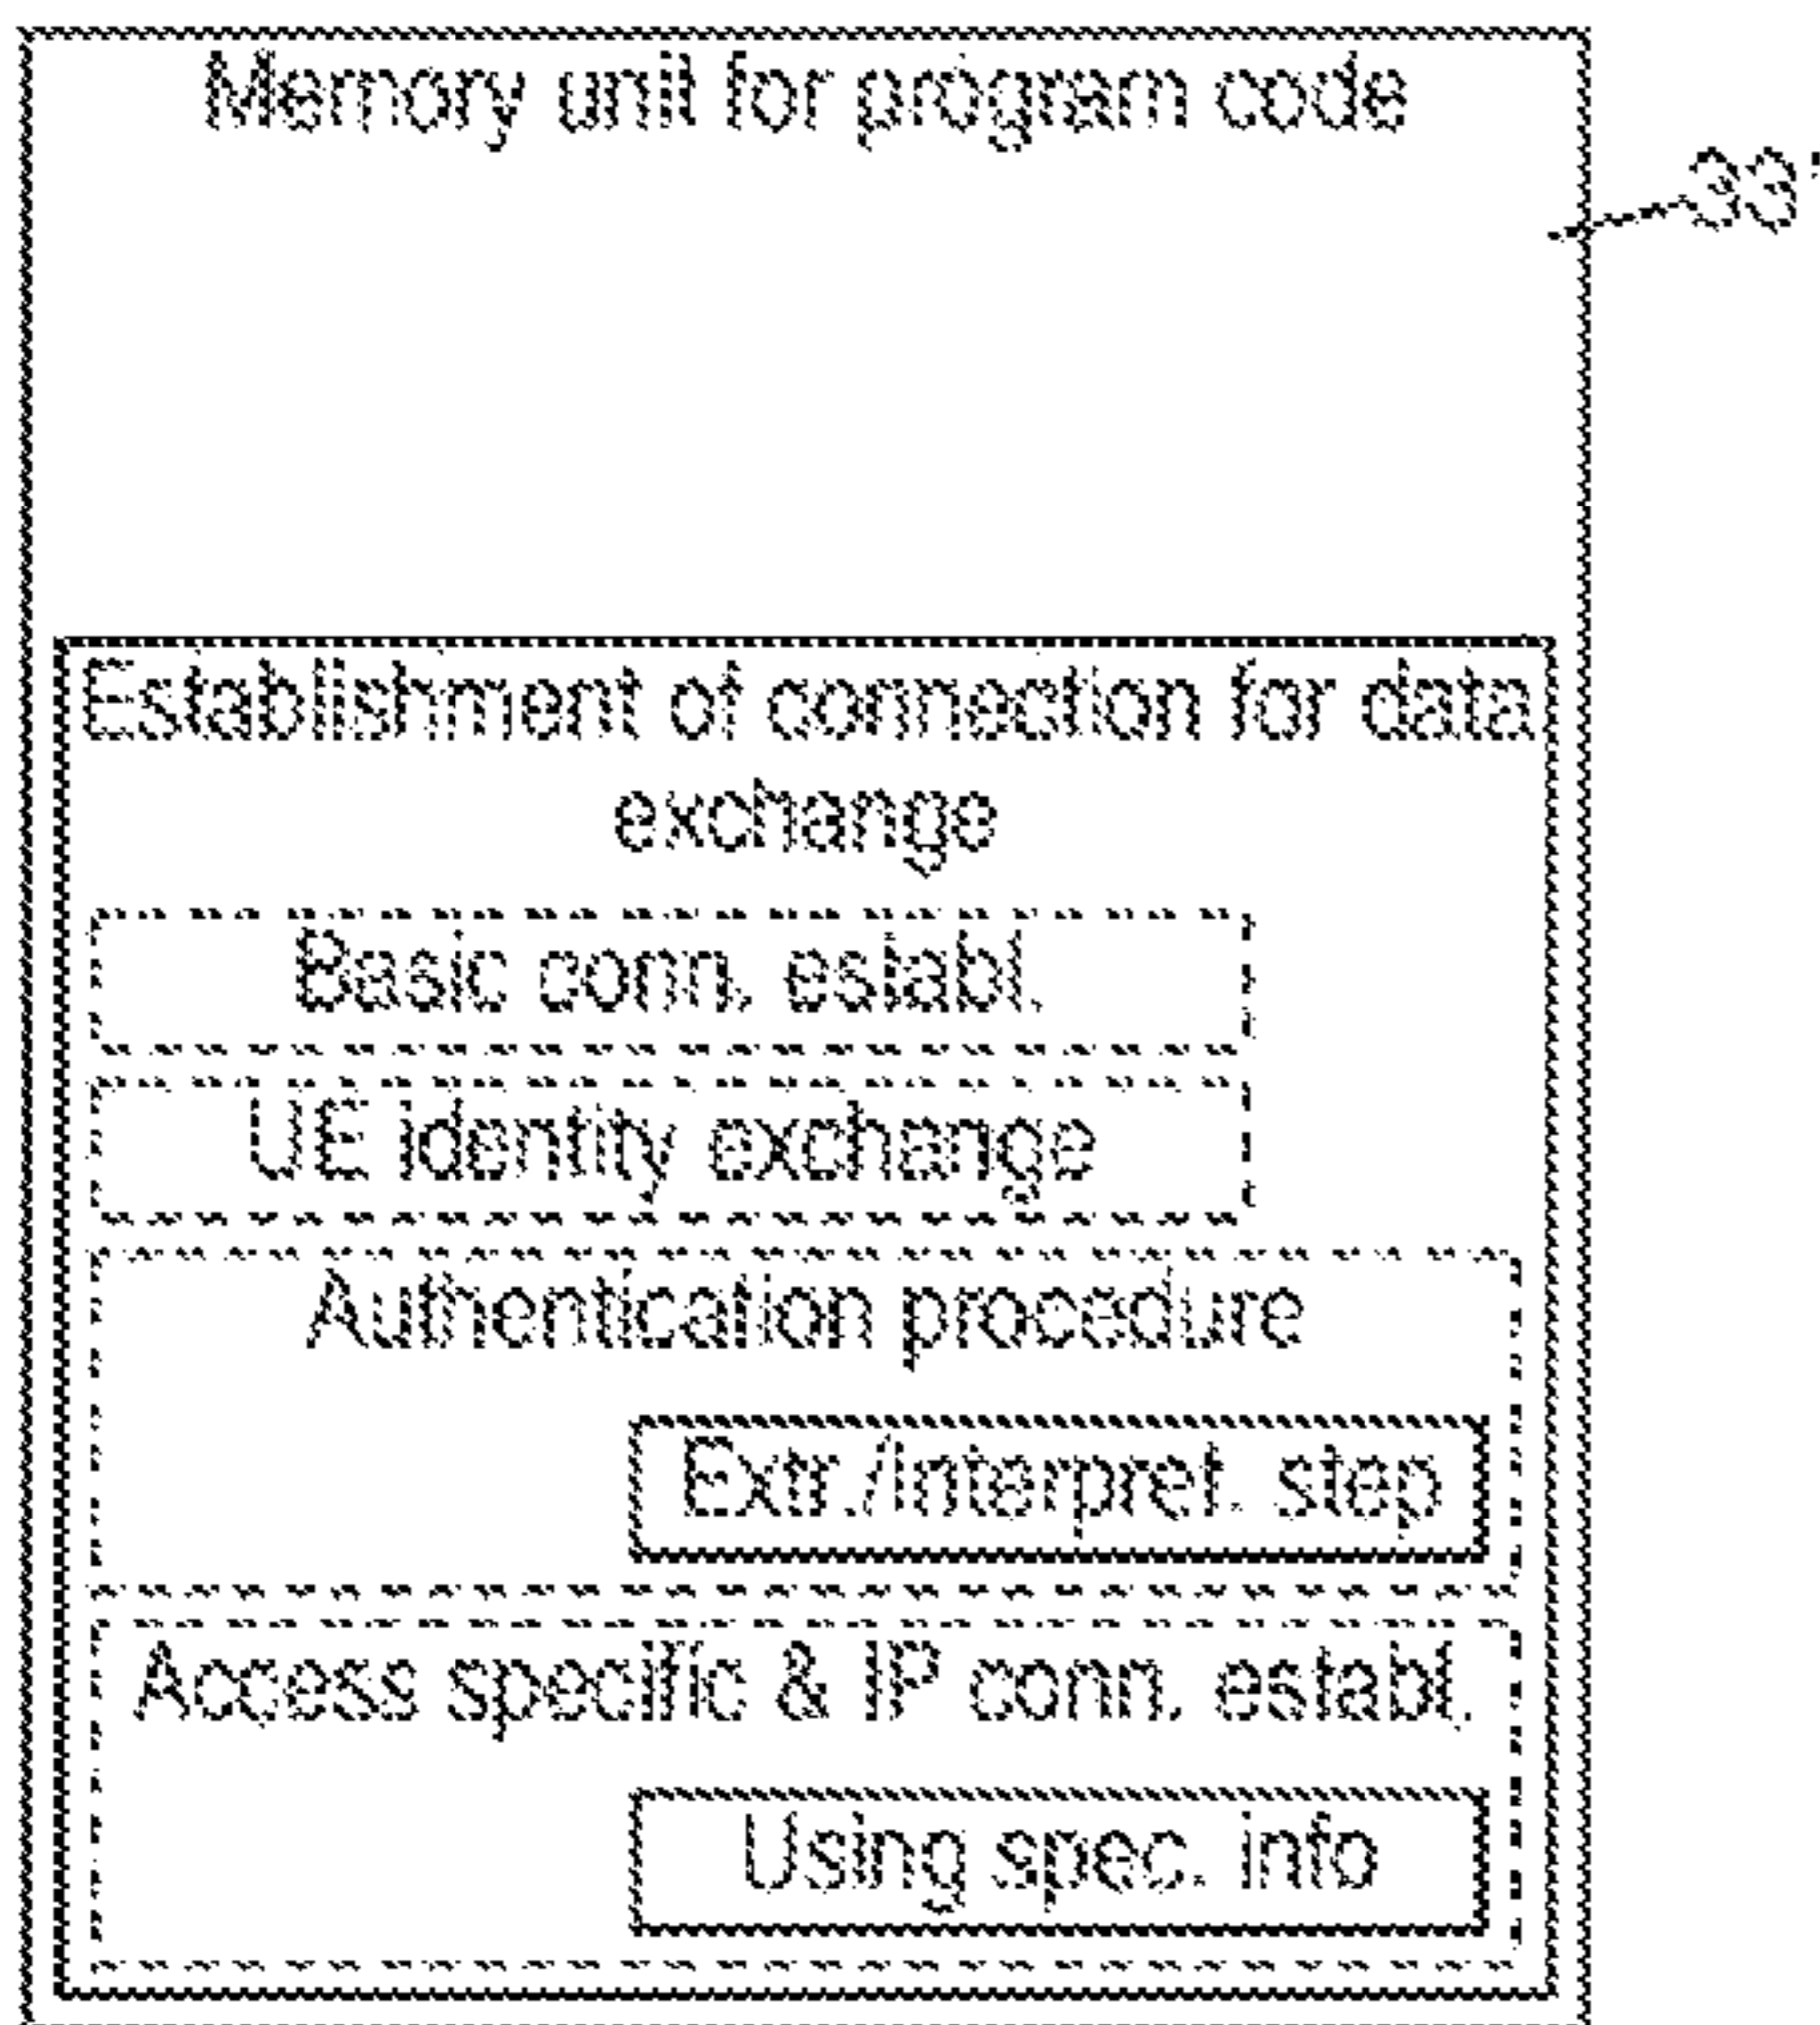 Memory unit for program code
Establishment of connection for data
exchange
Basic conn. establ.
UE identity exchange
Authentication procedure
Extr./Interpret. step
Access specific & IP conn. establ.
Using spec. info